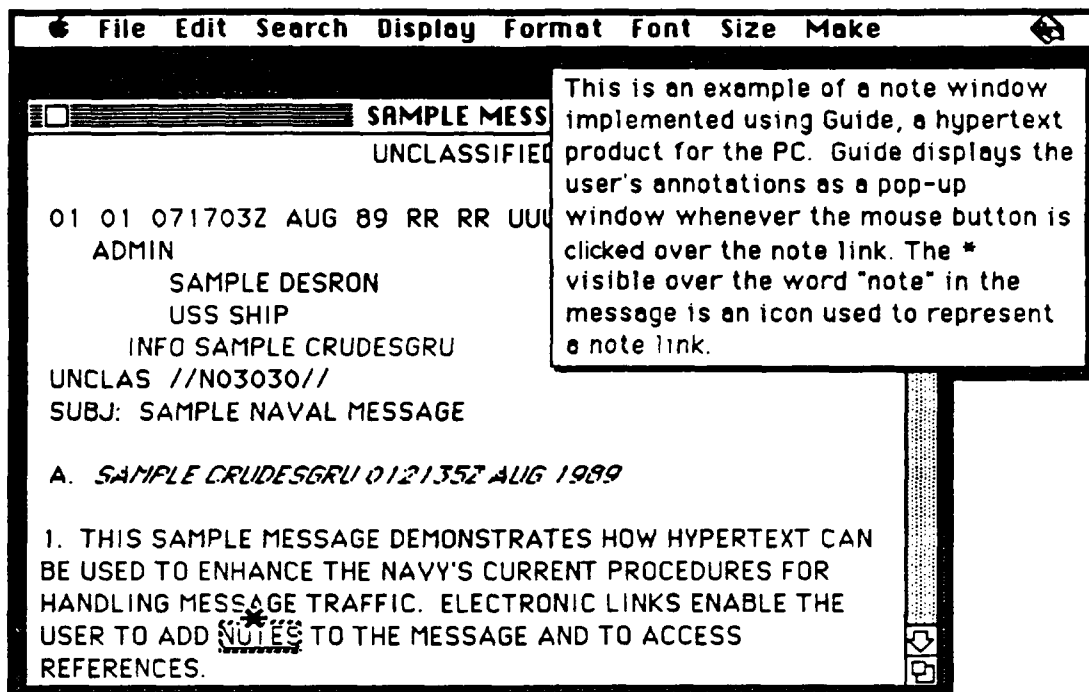 File Edit Search Display Format Font Size Make
This is an example of a note window
implemented using Guide, a hypertext
product for the PC. Guide displays the
user's annotations as a pop-up
window whenever the mouse button is
clicked over the note link. The *
visible over the word "note" in the
message is an icon used to represent
a note link.
SAMPLE MESS
UNCLASSIFIED
01 01 071703Z AUG 89 RR RR UUU
ADMIN
SAMPLE DESRON
USS SHIP
INFO SAMPLE CRUDESGRU
UNCLAS //N03030//
SUBJ: SAMPLE NAVAL MESSAGE
A. SAMPLE CRUDESGRU 012135Z AUG 1989
1. THIS SAMPLE MESSAGE DEMONSTRATES HOW HYPERTEXT CAN
BE USED TO ENHANCE THE NAVY'S CURRENT PROCEDURES FOR
HANDLING MESSAGE TRAFFIC. ELECTRONIC LINKS ENABLE THE
USER TO ADD NOTES TO THE MESSAGE AND TO ACCESS
REFERENCES.